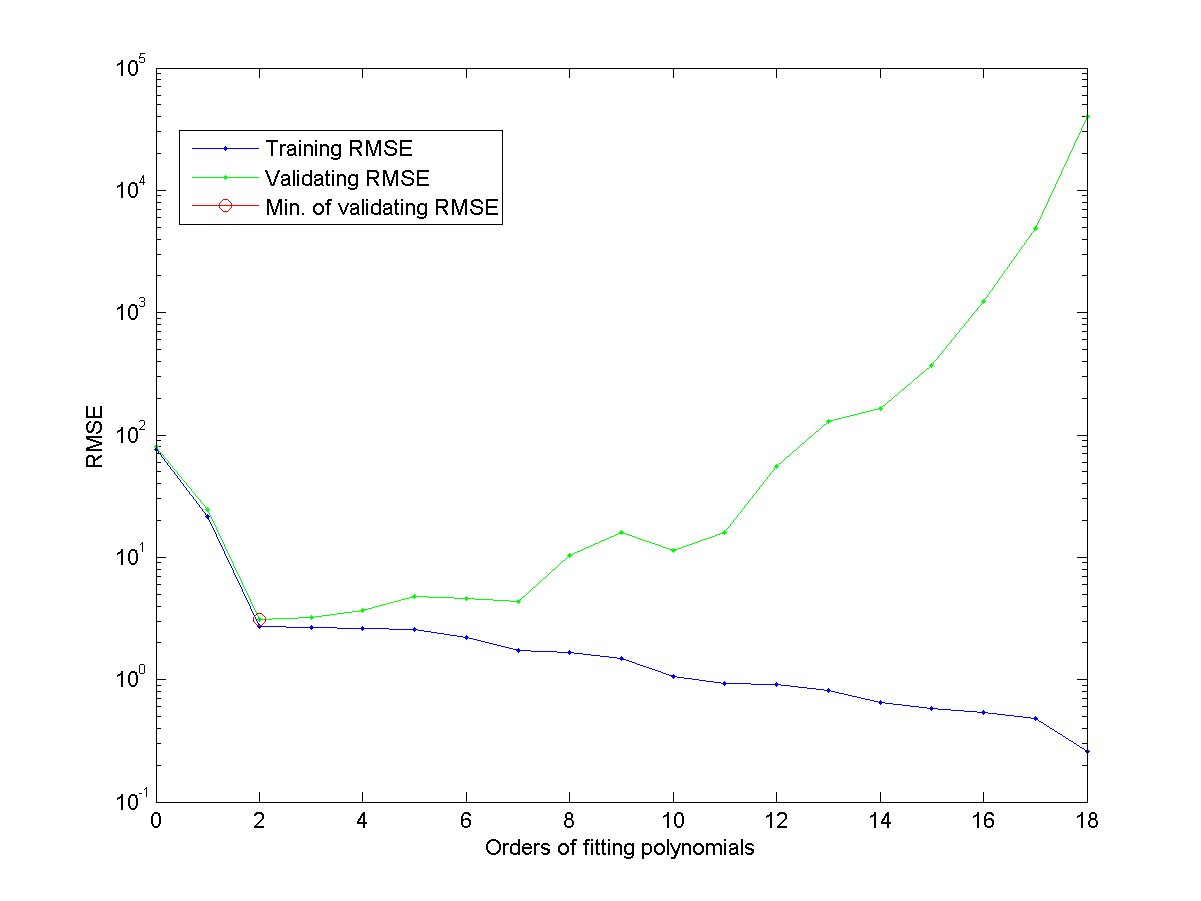 10^5
10^4
10^3
10^2
10^1
10^0
10^-1
RMSE
Training RMSE
Validating RMSE
Min. of validating RMSE
0 2 4 6 8 10 12 14 16 18
Orders of fitting polynomials